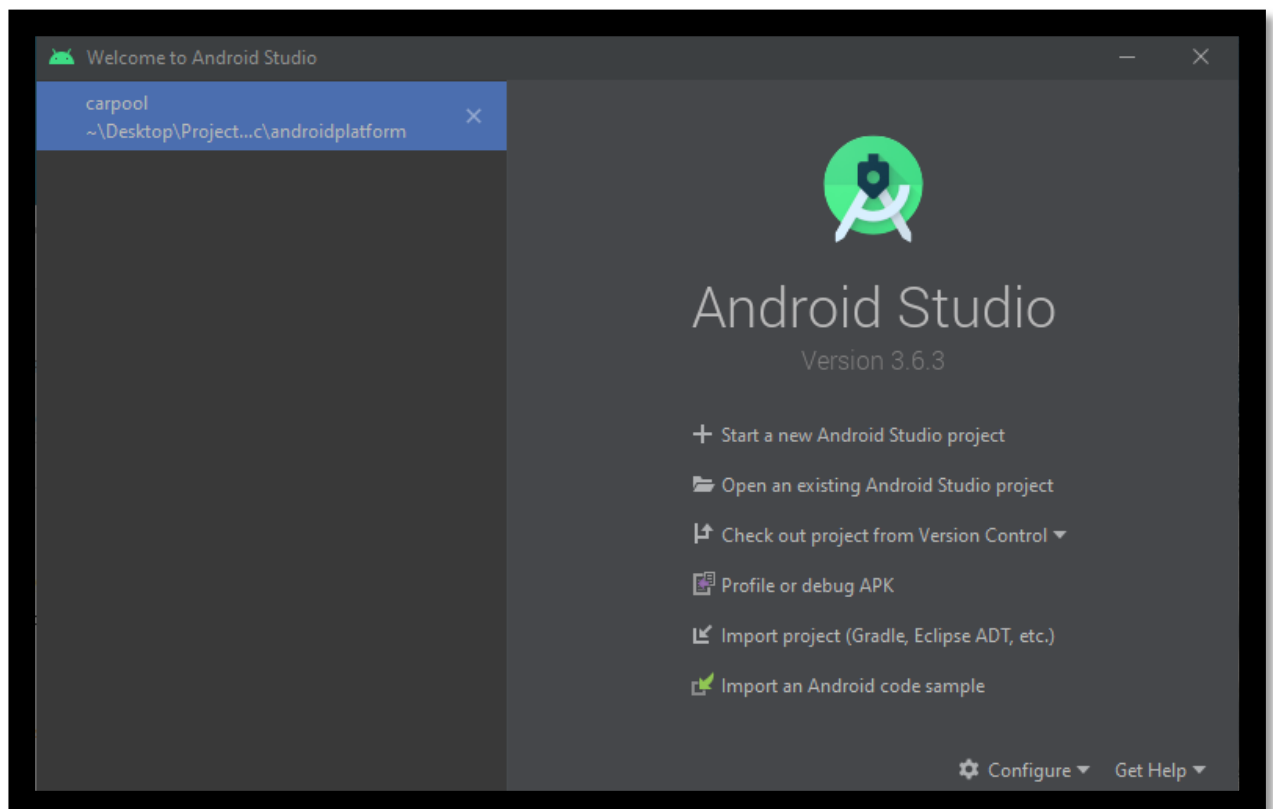 Welcome to Android Studio
carpool
~\Desktop\Project...c\androidplatform
Android Studio
Version 3.6.3
Start a new Android Studio project
Open an existing Android Studio project
Check out project from Version Control
Profile or debug APK
Import project (Gradle, Eclipse ADT, etc.)
Import an Android code sample
Configure
Get Help